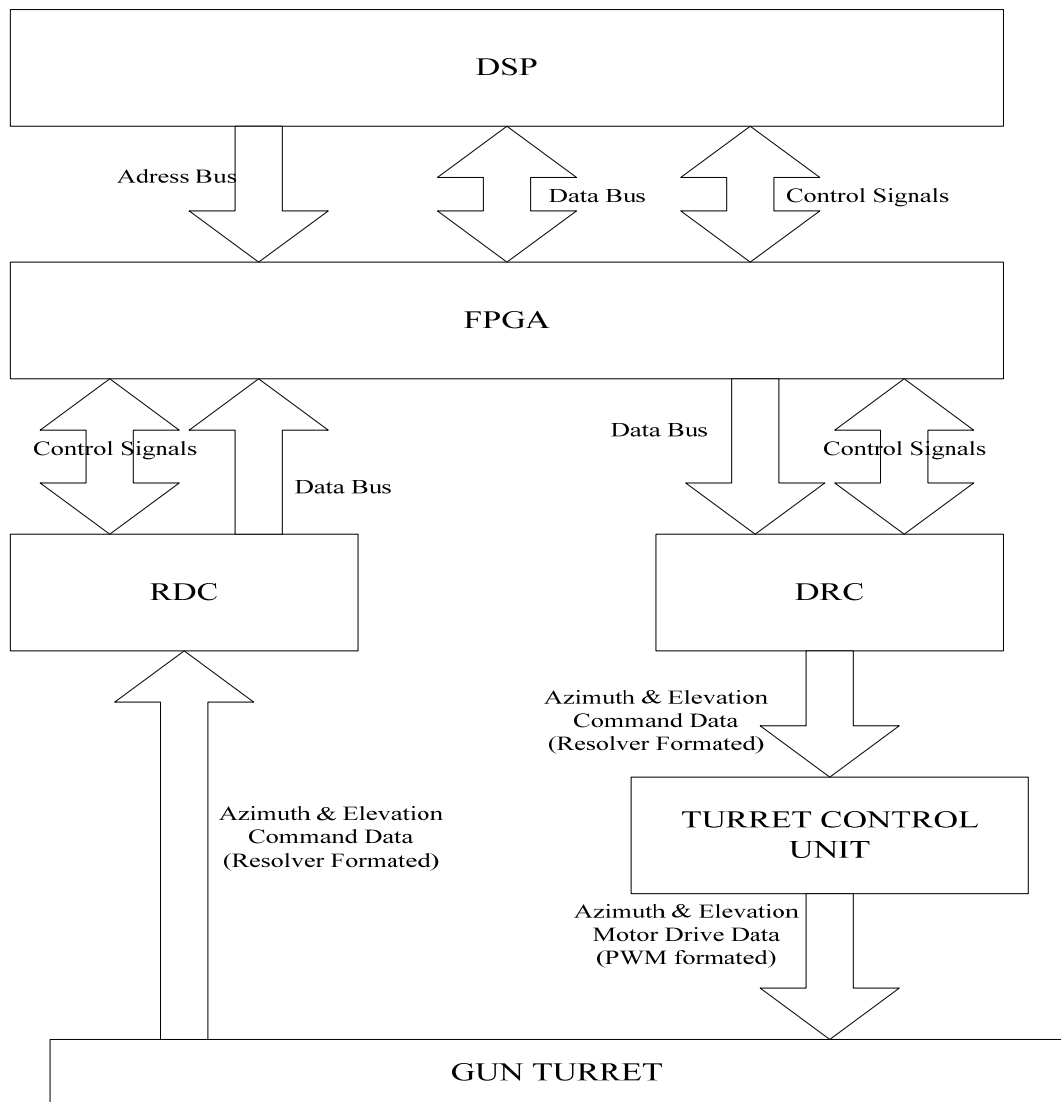 DSP
Adress Bus
Data Bus
Control Signals
FPGA
Control Signals
Data Bus
Data Bus
Control Signals
RDC
DRC
Azimuth & Elevation
Command Data
(Resolver Formated)
Azimuth & Elevation
Command Data
(Resolver Formated)
TURRET CONTROL
UNIT
Azimuth & Elevation
Motor Drive Data
(PWM formated)
GUN TURRET